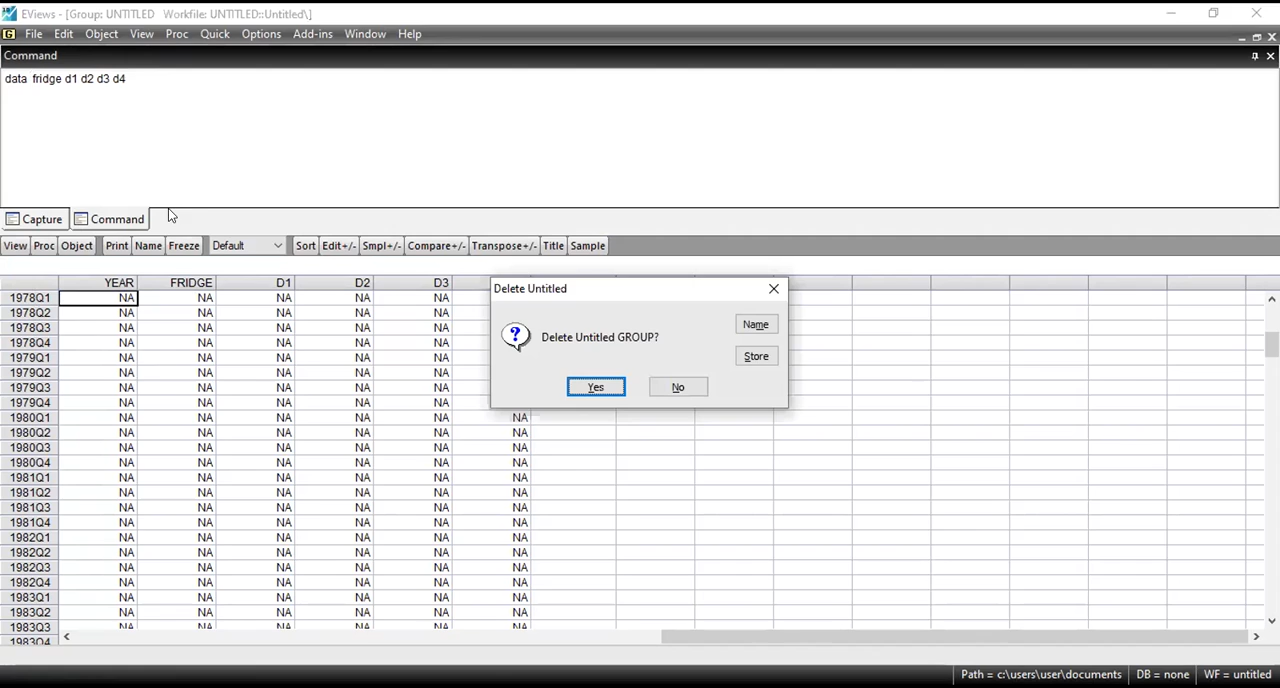 EViews - [Group: UNTITLED Workfile: UNTITLED::Untitled\]
File Edit Object View Proc Quick Options Add-ins Window Help
Command
data fridge d1 d2 d3 d4
Capture Command
View Proc Object Print Name Freeze Default Sort Edit+/- Smpl+/- Compare+/- Transpose+/- Title Sample
YEAR FRIDGE D1 D2 D3
Delete Untitled
1978Q1 NA NA NA NA NA
1978Q2 NA NA NA NA NA
1978Q3 NA NA NA NA NA
1978Q4 NA NA NA NA NA
1979Q1 NA NA NA NA NA
1979Q2 NA NA NA NA NA
1979Q3 NA NA NA NA NA
1979Q4 NA NA NA NA NA
Name
Delete Untitled GROUP?
Store
Yes No
1980Q1 NA NA NA NA NA NA
1980Q2 NA NA NA NA NA NA
1980Q3 NA NA NA NA NA NA
1980Q4 NA NA NA NA NA NA
1981Q1 NA NA NA NA NA NA
1981Q2 NA NA NA NA NA NA
1981Q3 NA NA NA NA NA NA
1981Q4 NA NA NA NA NA NA
1982Q1 NA NA NA NA NA NA
1982Q2 NA NA NA NA NA NA
1982Q3 NA NA NA NA NA NA
1982Q4 NA NA NA NA NA NA
1983Q1 NA NA NA NA NA NA
1983Q2 NA NA NA NA NA NA
1983Q3 NA NA NA NA NA NA
1983Q4
Path = c:\users\user\documents DB = none WF = untitled